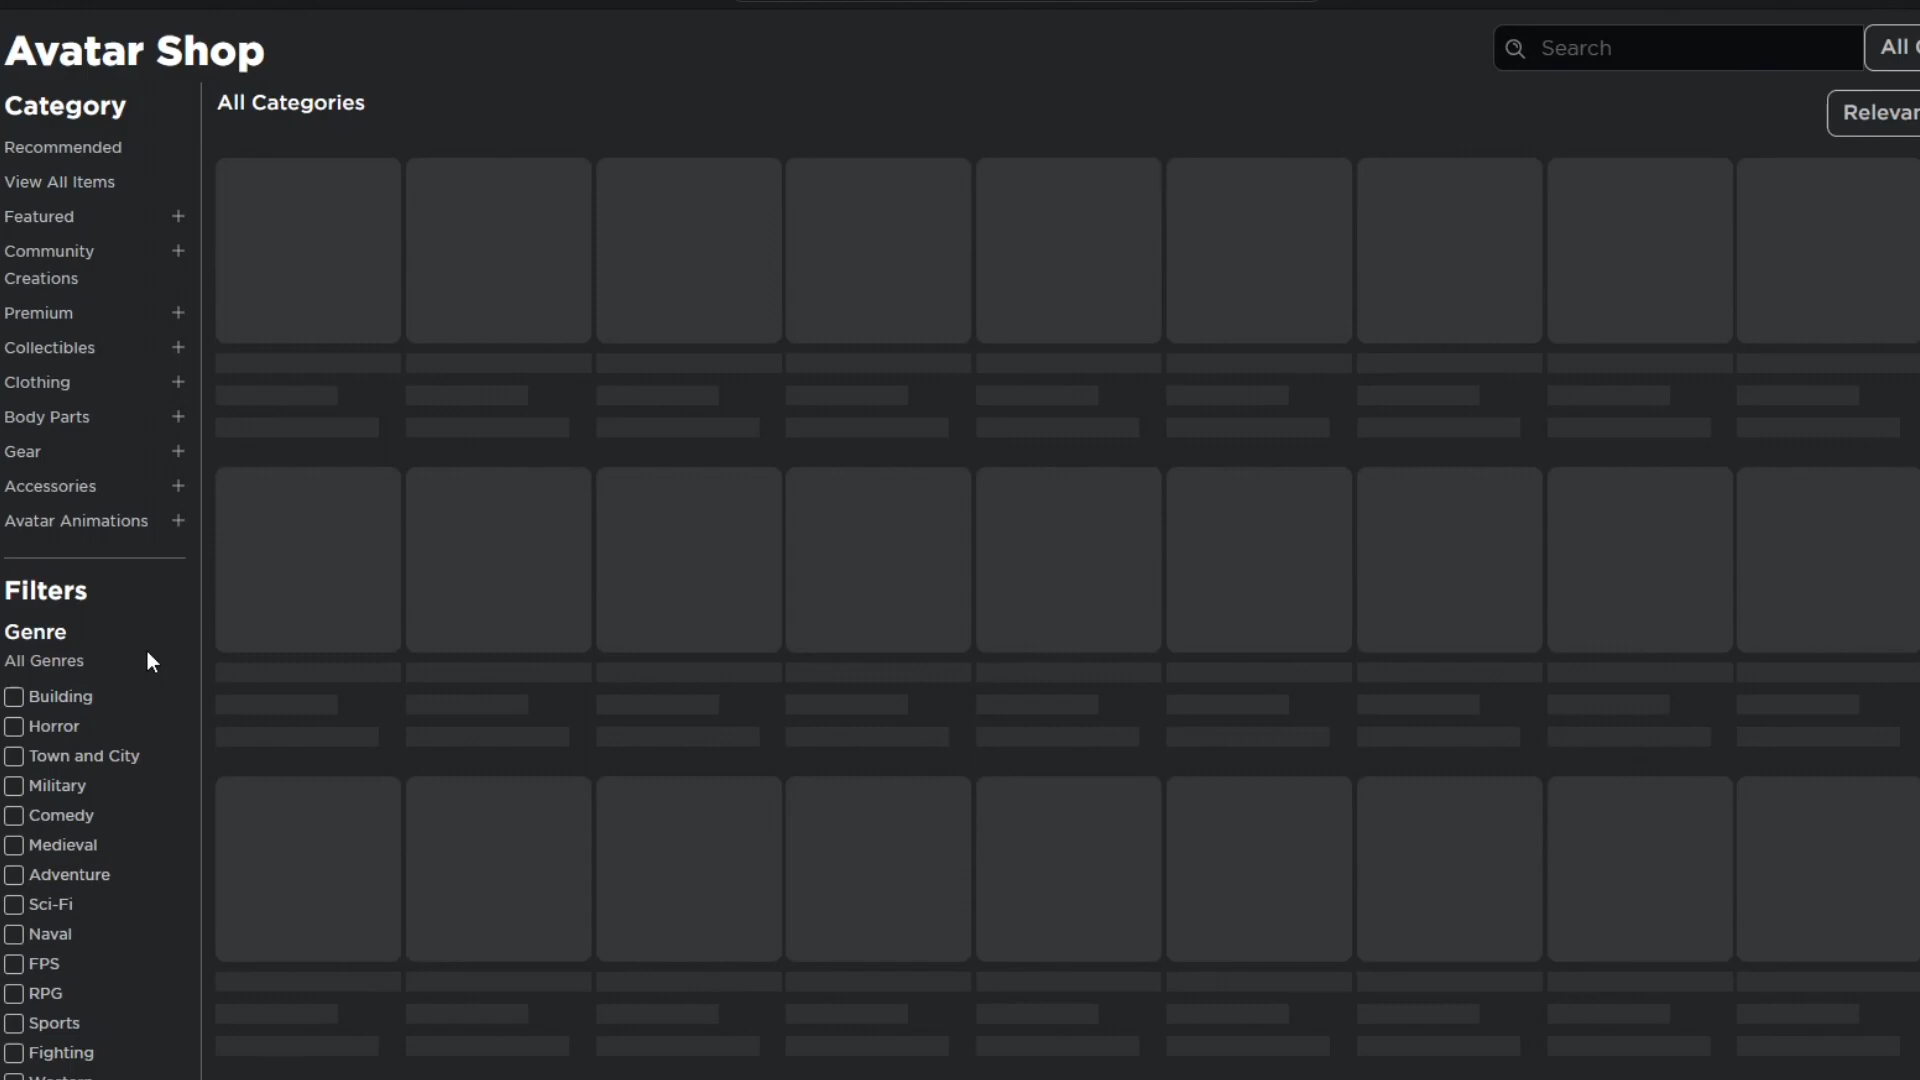 Avatar Shop
Search
All
Category
All Categories
Recommended
View All Items
Featured +
Community +
Creations
Premium +
Collectibles +
Clothing +
Body Parts +
Gear +
Accessories +
Avatar Animations +
Filters
Genre
All Genres
Building
Horror
Town and City
Military
Comedy
Medieval
Adventure
Sci-Fi
Naval
FPS
RPG
Sports
Fighting